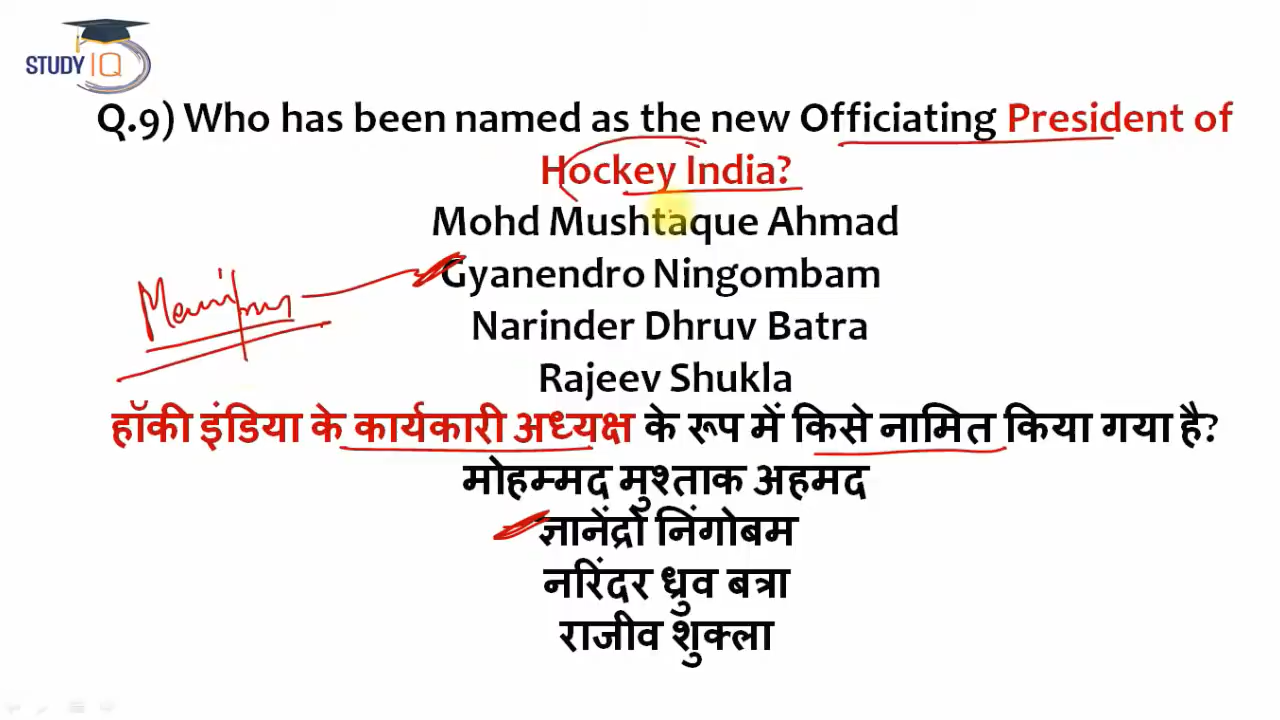 STUDY IQ
Q.9) Who has been named as the new Officiating President of
Hockey India?
Mohd Mushtaque Ahmad
Gyanendro Ningombam
Manipur
Narinder Dhruv Batra
Rajeev Shukla
हॉकी इंडिया के कार्यकारी अध्यक्ष के रूप में किसे नामित किया गया है?
मोहम्मद मुश्ताक अहमद
ज्ञानेंद्रो निंगोबम
नरिंदर ध्रुव बत्रा
राजीव शुक्ला